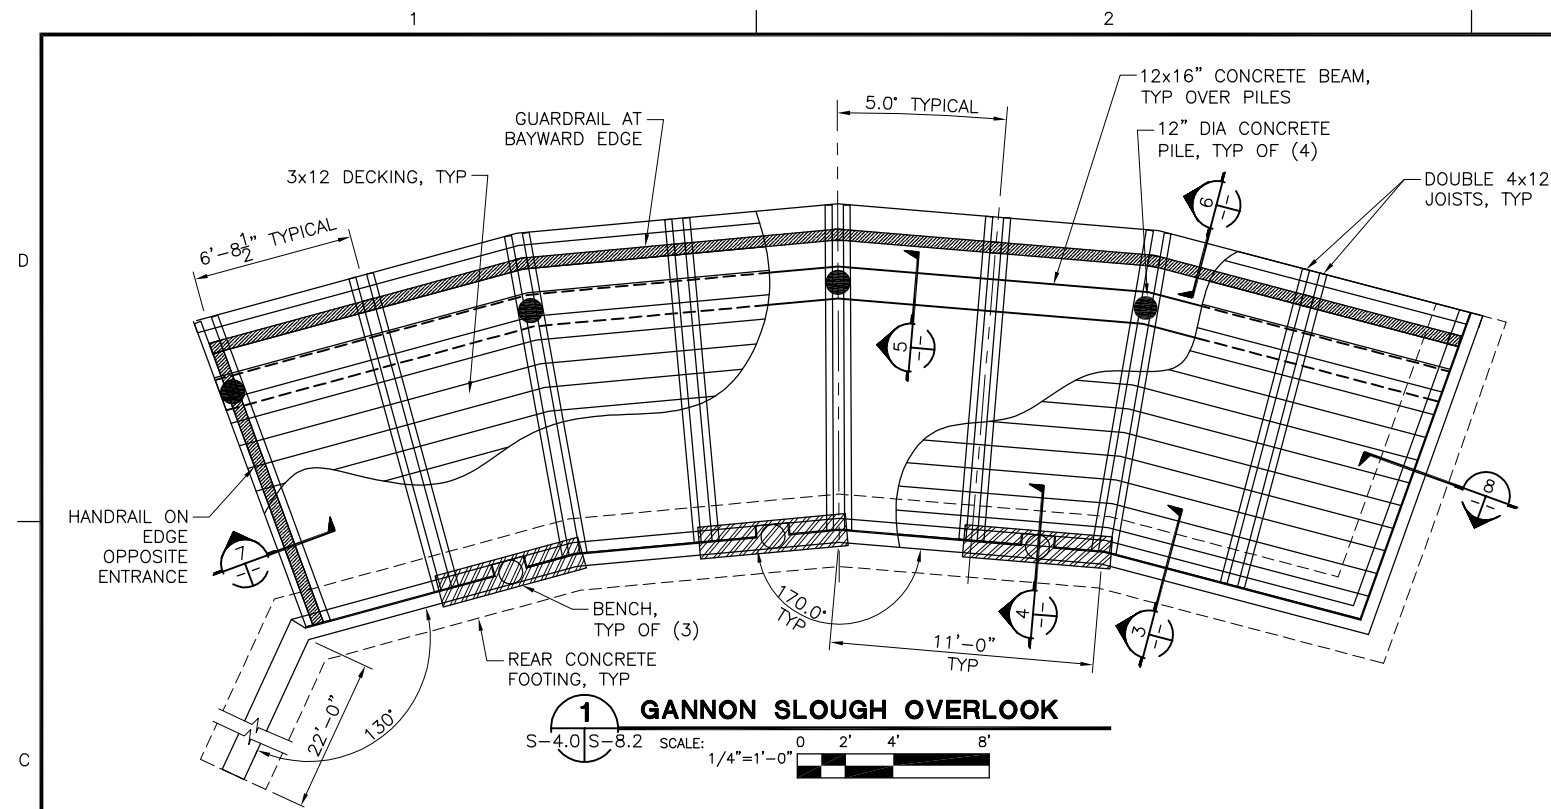 1
2
D
C
5.0° TYPICAL
12x16" CONCRETE BEAM,
TYP OVER PILES
GUARDRAIL AT
BAYWARD EDGE
12" DIA CONCRETE
PILE, TYP OF (4)
3x12 DECKING, TYP
DOUBLE 4x12
JOISTS, TYP
6'-8 1/2" TYPICAL
6
--
5
--
8
--
HANDRAIL ON
EDGE
OPPOSITE
ENTRANCE
7
--
170.0°
TYP
4
--
3
--
BENCH,
TYP OF (3)
11'-0"
TYP
REAR CONCRETE
FOOTING, TYP
22'-0"
130°
1
GANNON SLOUGH OVERLOOK
S-4.0
S-8.2
SCALE:
1/4"=1'-0"
0 2' 4' 8'